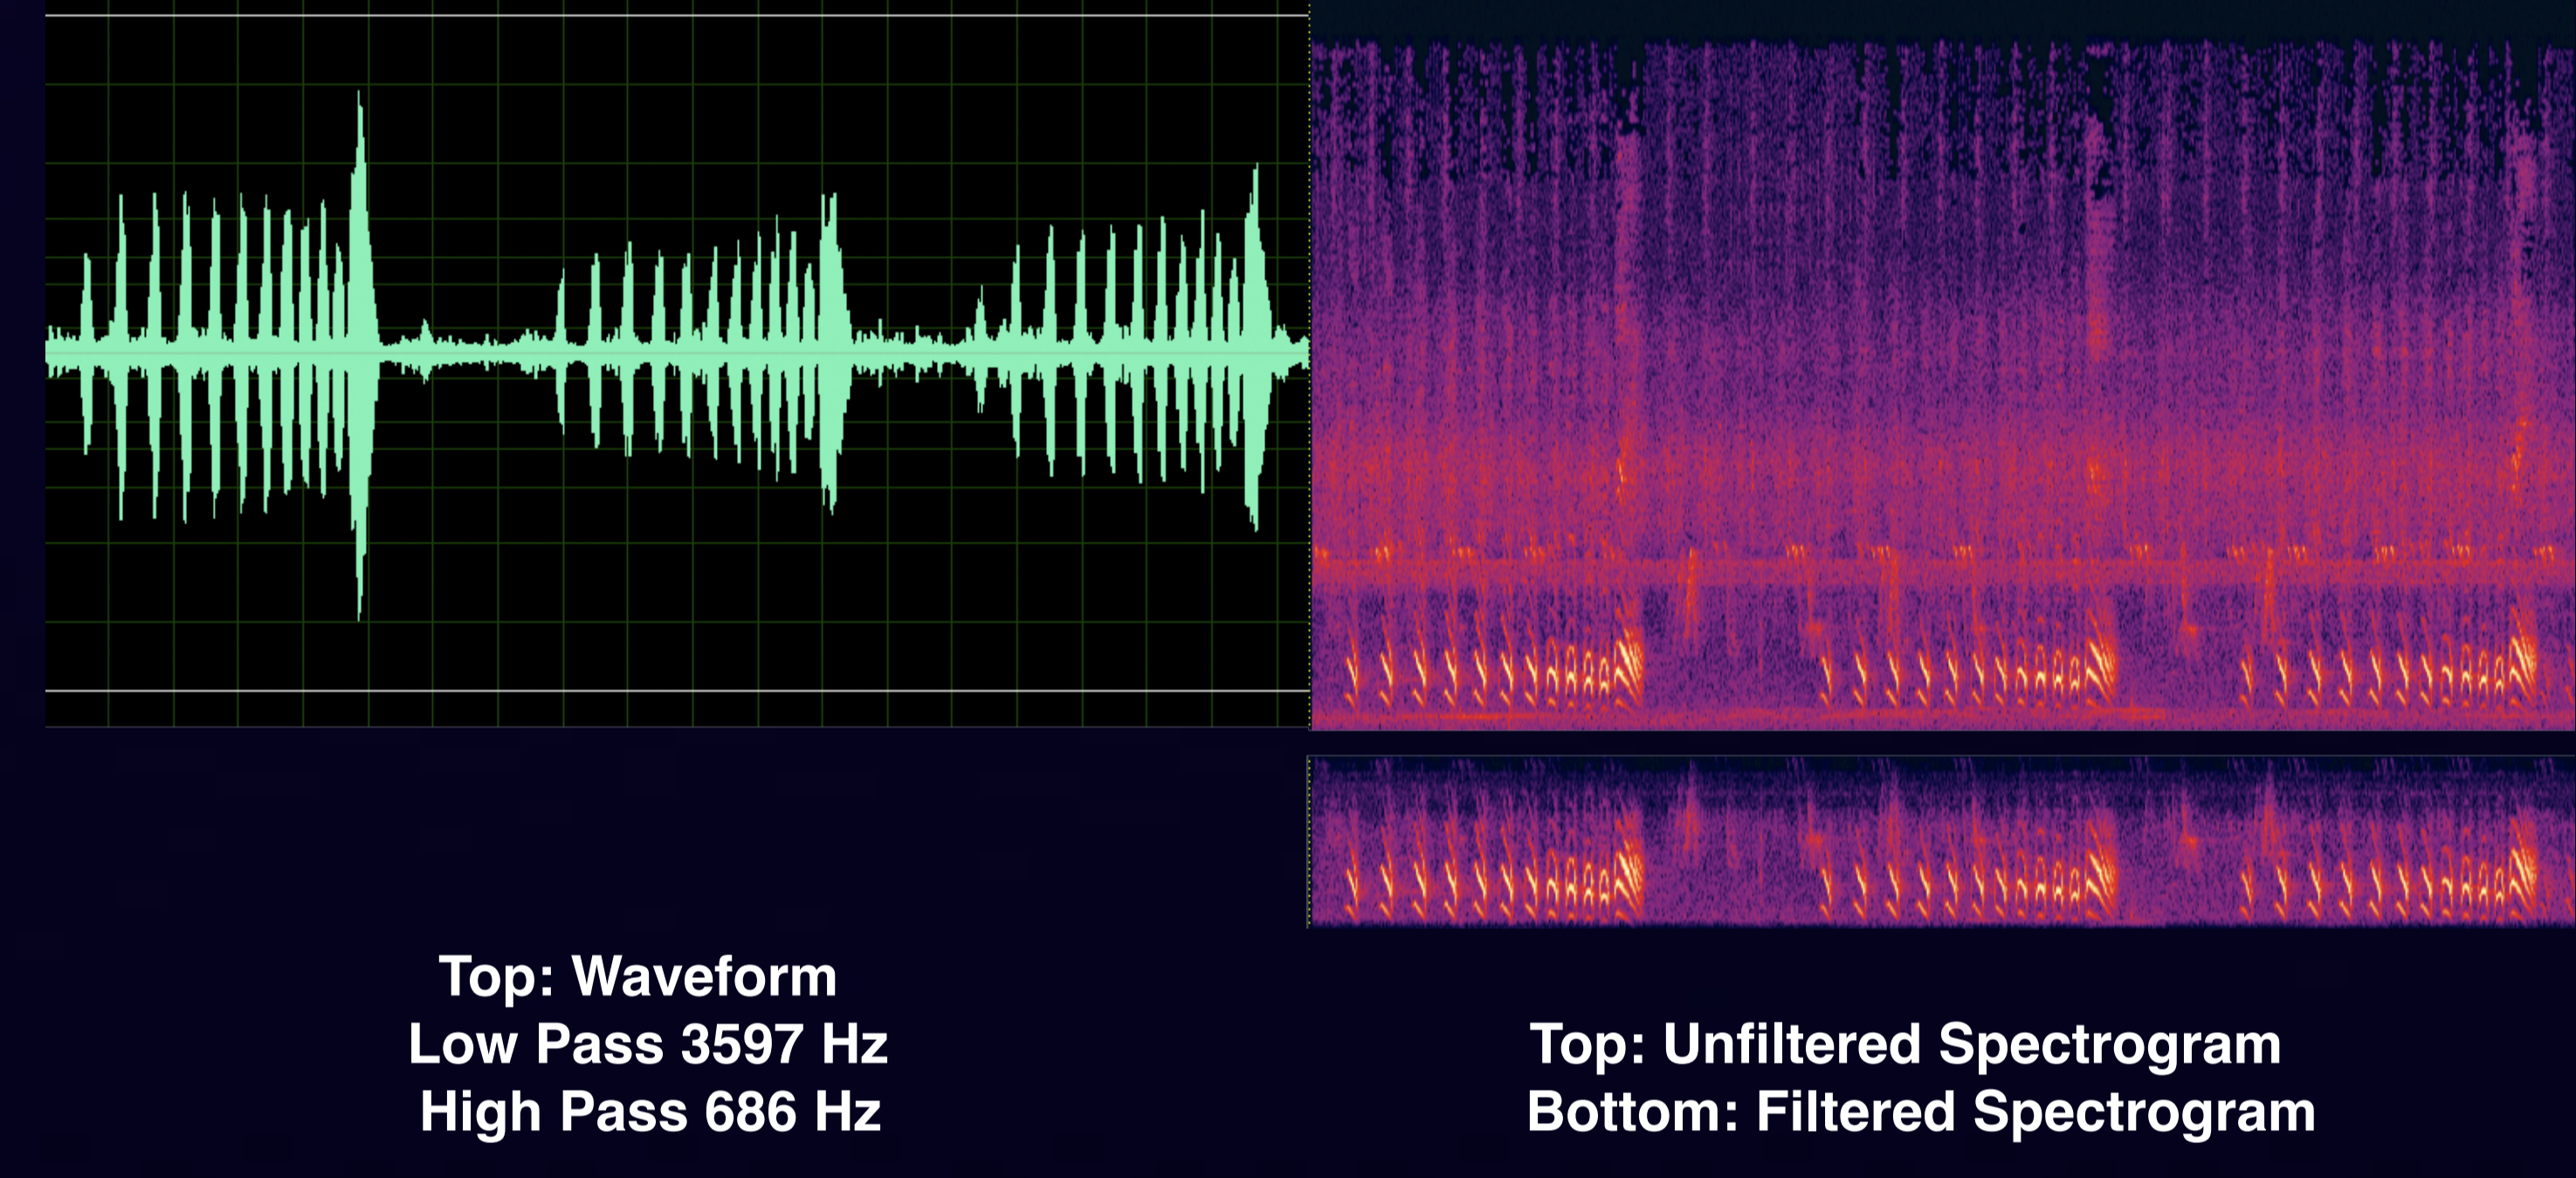 Top: Waveform
Low Pass 3597 Hz
High Pass 686 Hz
Top: Unfiltered Spectrogram
Bottom: Filtered Spectrogram